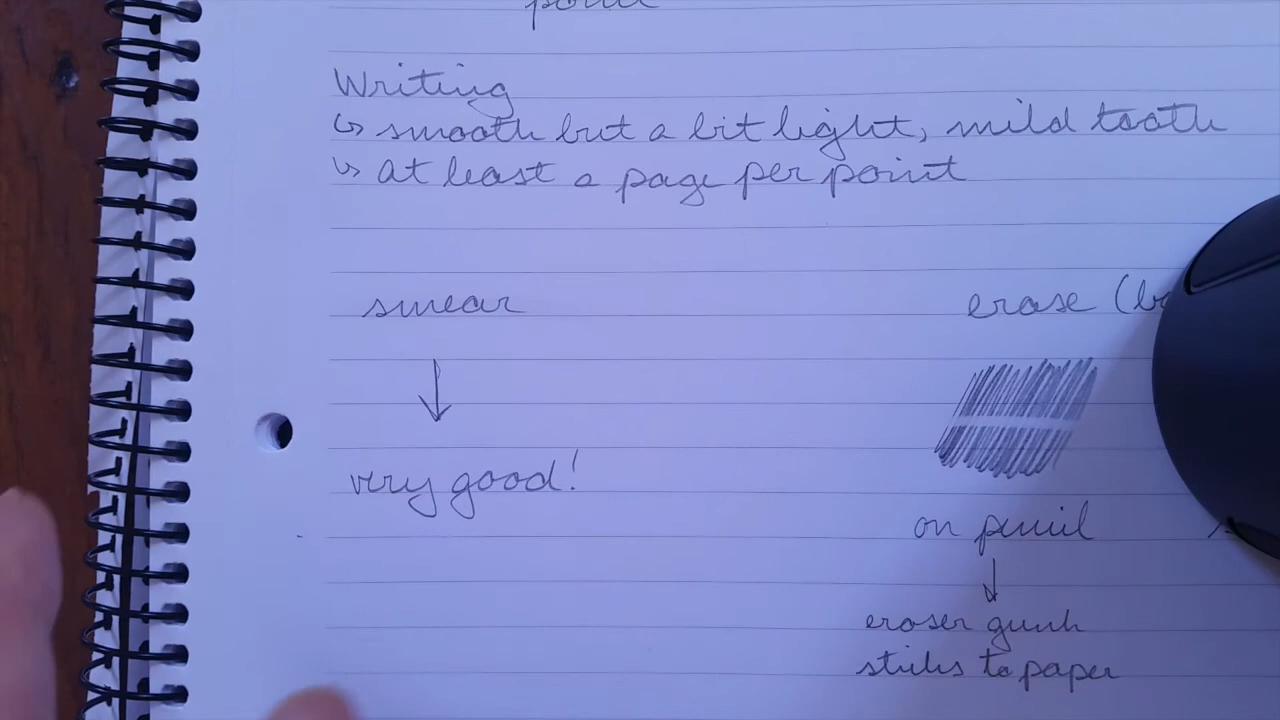 point
Writing
↳ smooth but a bit light, mild tooth
↳ at least a page per point
smear
erase (
↓
very good!
on pencil
↓
eraser gunk
sticks to paper